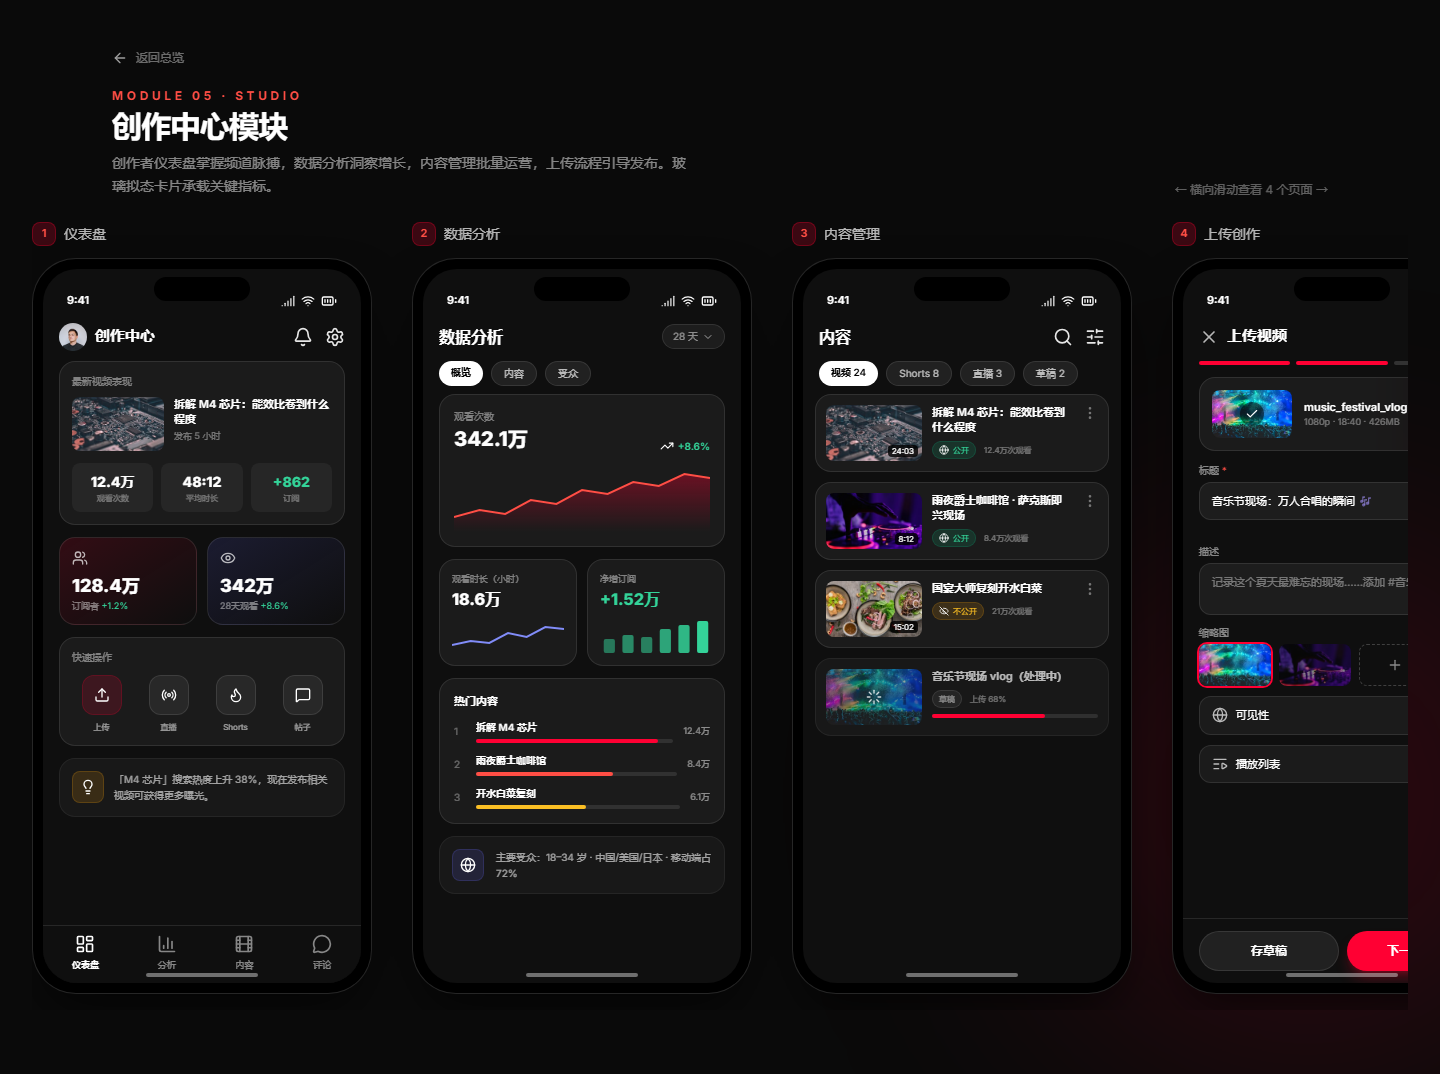 返回总览
MODULE 05 · STUDIO
创作中心模块
创作者仪表盘掌握频道脉搏，数据分析洞察增长，内容管理批量运营，上传流程引导发布。玻
璃拟态卡片承载关键指标。
← 横向滑动查看 4 个页面 →
1 仪表盘
9:41
创作中心
最新视频表现
拆解 M4 芯片：能效比卷到什么
程度
发布 5 小时
12.4万
观看次数
48:12
平均时长
+862
订阅
128.4万
订阅者 +1.2%
342万
28天观看 +8.6%
快速操作
上传
直播
Shorts
帖子
「M4 芯片」搜索热度上升 38%，现在发布相关
视频可获得更多曝光。
仪表盘
分析
内容
评论
2 数据分析
9:41
数据分析
28 天
概览
内容
受众
观看次数
342.1万
+8.6%
观看时长（小时）
18.6万
净增订阅
+1.52万
热门内容
1 拆解 M4 芯片 12.4万
2 雨夜爵士咖啡馆 8.4万
3 开水白菜复刻 6.1万
主要受众：18–34 岁 · 中国/美国/日本 · 移动端占
72%
3 内容管理
9:41
内容
视频 24
Shorts 8
直播 3
草稿 2
24:03
拆解 M4 芯片：能效比卷到
什么程度
公开 12.4万次观看
8:12
雨夜爵士咖啡馆 · 萨克斯即
兴现场
公开 8.4万次观看
15:02
国宴大师复刻开水白菜
不公开 21万次观看
音乐节现场 vlog（处理中）
草稿 上传 68%
4 上传创作
9:41
上传视频
music_festival_vlog
1080p · 18:40 · 426MB
标题 *
音乐节现场：万人合唱的瞬间 🎶
描述
记录这个夏天最难忘的现场……添加 #音
缩略图
可见性
播放列表
存草稿
下一